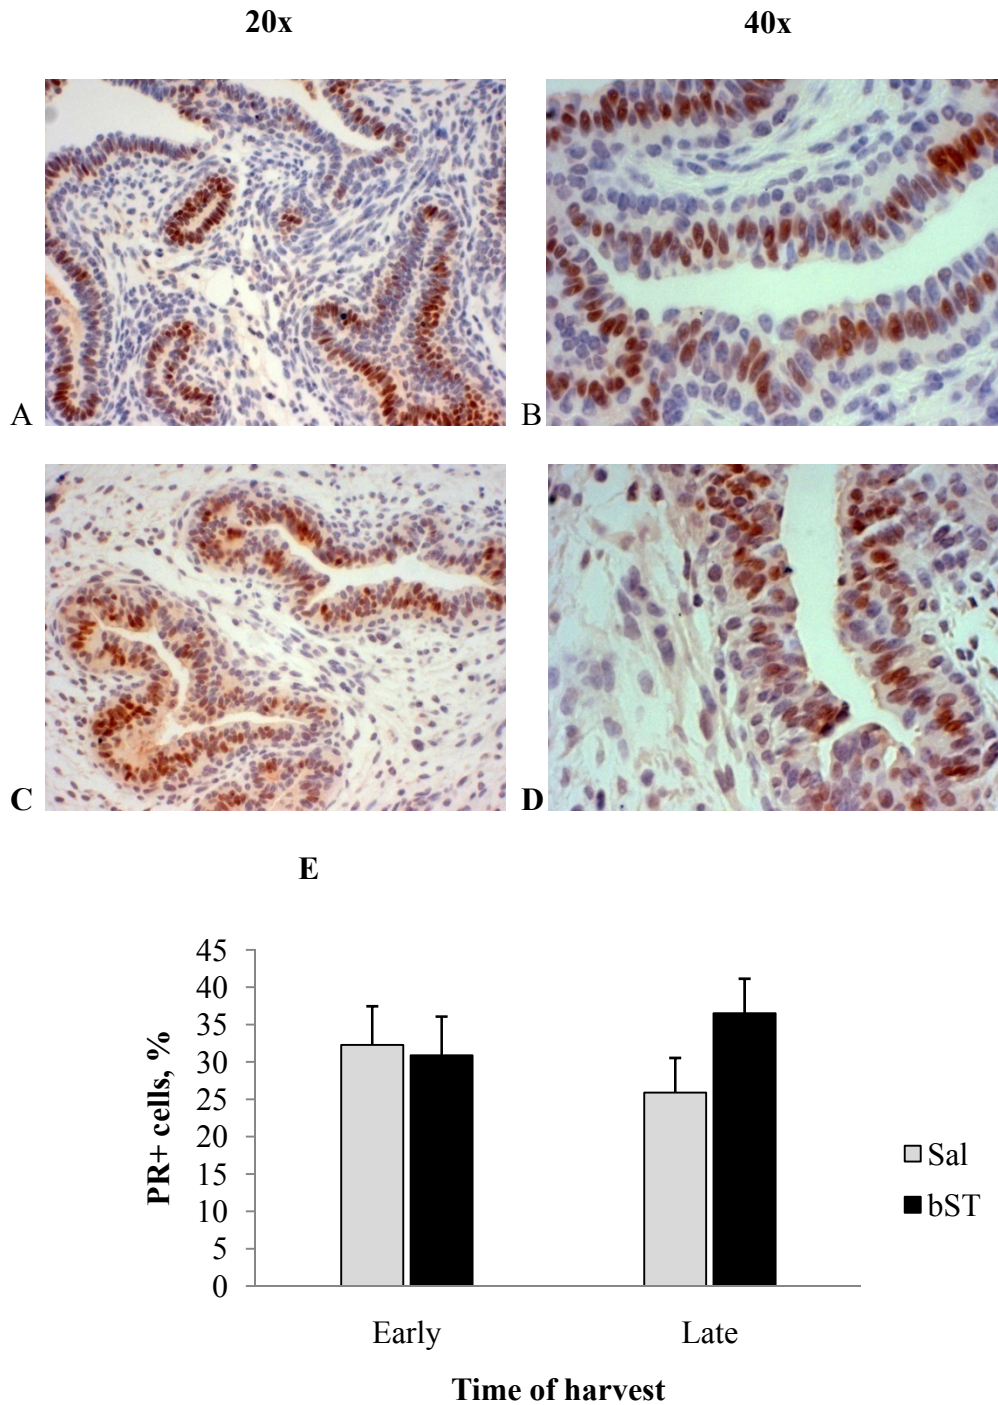 20x 40x
A B
C D
E
45
40
35
30
25
20
15
10
5
0
PR+ cells, %
Early Late
Time of harvest
Sal
bST